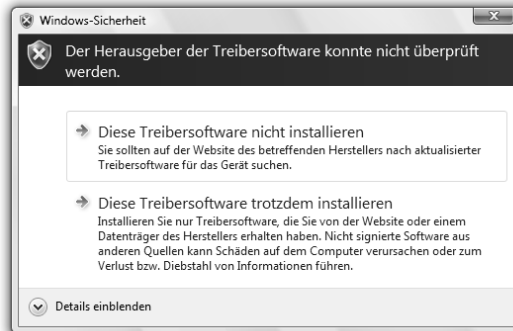 Windows-Sicherheit
Der Herausgeber der Treibersoftware konnte nicht überprüft
werden.
Diese Treibersoftware nicht installieren
Sie sollten auf der Website des betreffenden Herstellers nach aktualisierter
Treibersoftware für das Gerät suchen.
Diese Treibersoftware trotzdem installieren
Installieren Sie nur Treibersoftware, die Sie von der Website oder einem
Datenträger des Herstellers erhalten haben. Nicht signierte Software aus
anderen Quellen kann Schäden auf dem Computer verursachen oder zum
Verlust bzw. Diebstahl von Informationen führen.
Details einblenden